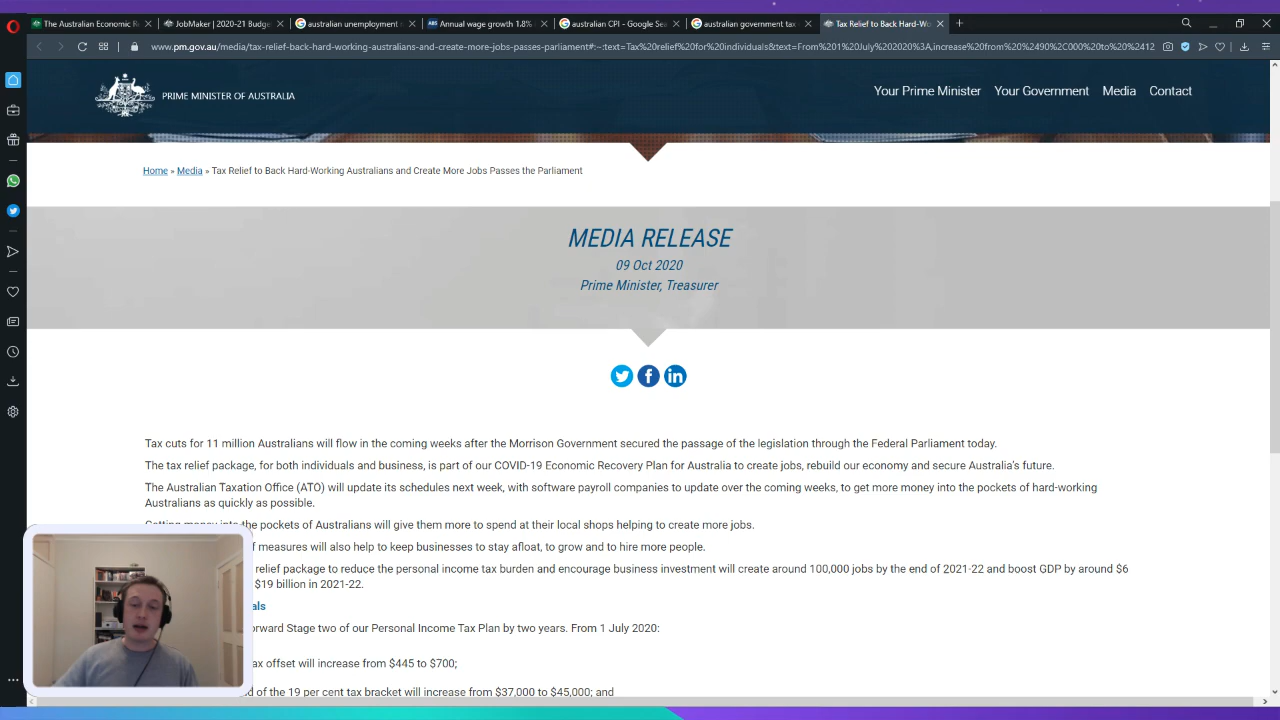 The Australian Economic R
JobMaker | 2020-21 Budge
australian unemployment s
ABS
Annual wage growth 1.8% (
australian CPI - Google Sea
australian government tax
Tax Relief to Back Hard-Wo
www.pm.gov.au/media/tax-relief-back-hard-working-australians-and-create-more-jobs-passes-parliament#:~:text=Tax%20relief%20for%20individuals&text=From%201%20July%202020%3A,increase%20from%20%2490%2C000%20to%20%2412
PRIME MINISTER OF AUSTRALIA
Your Prime Minister
Your Government
Media
Contact
Home » Media » Tax Relief to Back Hard-Working Australians and Create More Jobs Passes the Parliament
MEDIA RELEASE
09 Oct 2020
Prime Minister, Treasurer
Tax cuts for 11 million Australians will flow in the coming weeks after the Morrison Government secured the passage of the legislation through the Federal Parliament today.
The tax relief package, for both individuals and business, is part of our COVID-19 Economic Recovery Plan for Australia to create jobs, rebuild our economy and secure Australia's future.
The Australian Taxation Office (ATO) will update its schedules next week, with software payroll companies to update over the coming weeks, to get more money into the pockets of hard-working
Australians as quickly as possible.
Getting money into the pockets of Australians will give them more to spend at their local shops helping to create more jobs.
f measures will also help to keep businesses to stay afloat, to grow and to hire more people.
relief package to reduce the personal income tax burden and encourage business investment will create around 100,000 jobs by the end of 2021-22 and boost GDP by around $6
$19 billion in 2021-22.
als
orward Stage two of our Personal Income Tax Plan by two years. From 1 July 2020:
ax offset will increase from $445 to $700;
d of the 19 per cent tax bracket will increase from $37,000 to $45,000; and